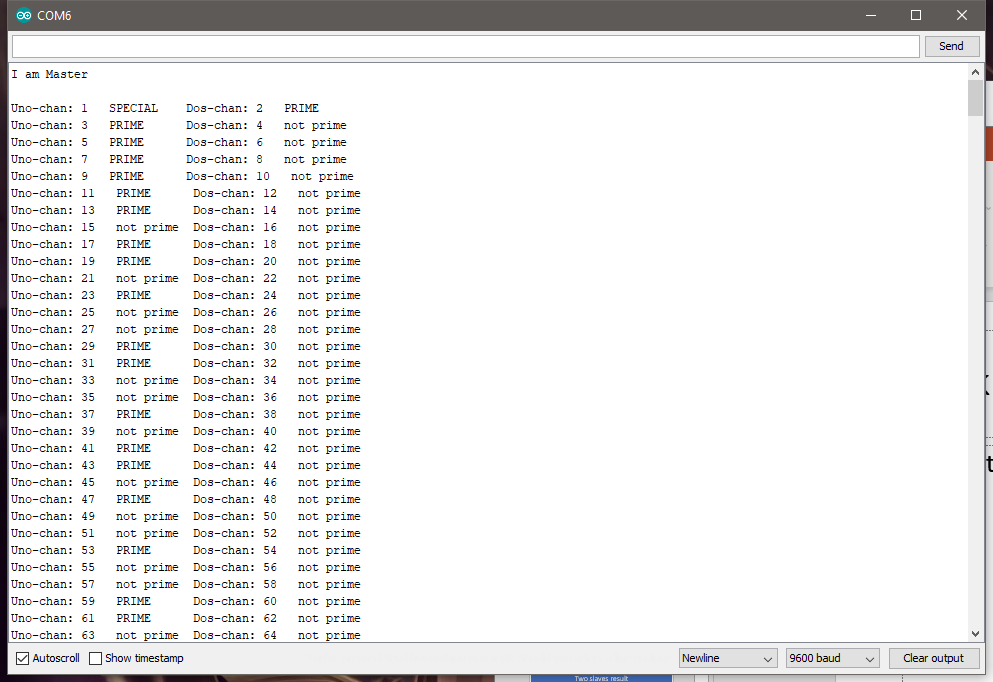 COM6
Send
I am Master
Uno-chan: 1 SPECIAL Dos-chan: 2 PRIME
Uno-chan: 3 PRIME Dos-chan: 4 not prime
Uno-chan: 5 PRIME Dos-chan: 6 not prime
Uno-chan: 7 PRIME Dos-chan: 8 not prime
Uno-chan: 9 PRIME Dos-chan: 10 not prime
Uno-chan: 11 PRIME Dos-chan: 12 not prime
Uno-chan: 13 PRIME Dos-chan: 14 not prime
Uno-chan: 15 not prime Dos-chan: 16 not prime
Uno-chan: 17 PRIME Dos-chan: 18 not prime
Uno-chan: 19 PRIME Dos-chan: 20 not prime
Uno-chan: 21 not prime Dos-chan: 22 not prime
Uno-chan: 23 PRIME Dos-chan: 24 not prime
Uno-chan: 25 not prime Dos-chan: 26 not prime
Uno-chan: 27 not prime Dos-chan: 28 not prime
Uno-chan: 29 PRIME Dos-chan: 30 not prime
Uno-chan: 31 PRIME Dos-chan: 32 not prime
Uno-chan: 33 not prime Dos-chan: 34 not prime
Uno-chan: 35 not prime Dos-chan: 36 not prime
Uno-chan: 37 PRIME Dos-chan: 38 not prime
Uno-chan: 39 not prime Dos-chan: 40 not prime
Uno-chan: 41 PRIME Dos-chan: 42 not prime
Uno-chan: 43 PRIME Dos-chan: 44 not prime
Uno-chan: 45 not prime Dos-chan: 46 not prime
Uno-chan: 47 PRIME Dos-chan: 48 not prime
Uno-chan: 49 not prime Dos-chan: 50 not prime
Uno-chan: 51 not prime Dos-chan: 52 not prime
Uno-chan: 53 PRIME Dos-chan: 54 not prime
Uno-chan: 55 not prime Dos-chan: 56 not prime
Uno-chan: 57 not prime Dos-chan: 58 not prime
Uno-chan: 59 PRIME Dos-chan: 60 not prime
Uno-chan: 61 PRIME Dos-chan: 62 not prime
Uno-chan: 63 not prime Dos-chan: 64 not prime
Autoscroll Show timestamp Newline 9600 baud Clear output
Two slaves result